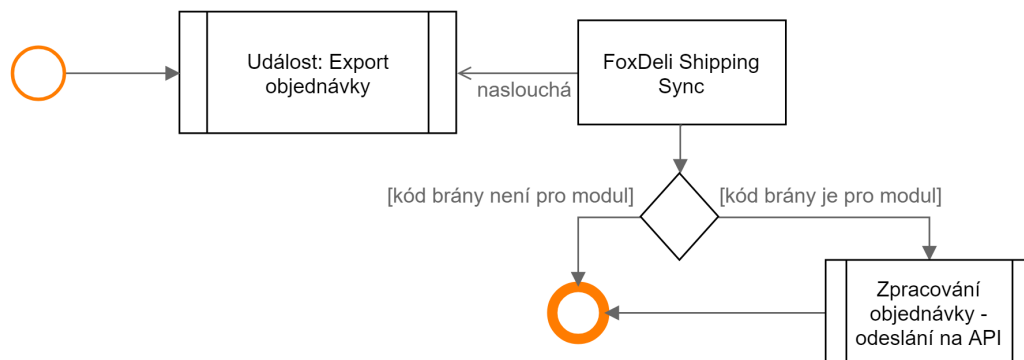 Událost: Export
objednávky
FoxDeli Shipping
Sync
naslouchá
[kód brány není pro modul]
[kód brány je pro modul]
Zpracování
objednávky -
odeslání na API